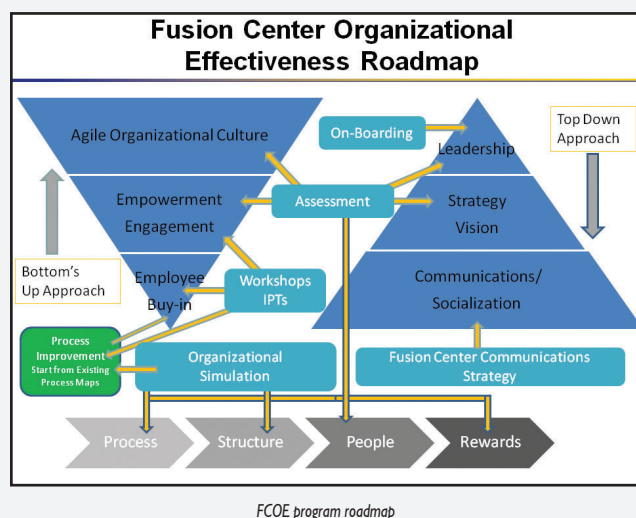 Fusion Center Organizational
Effectiveness Roadmap
Agile Organizational Culture
On-Boarding
Leadership
Top Down
Approach
Empowerment
Engagement
Assessment
Strategy
Vision
Bottom's
Up Approach
Employee
Buy-in
Workshops
IPTs
Communications/
Socialization
Process
Improvement
Start from Existing
Process Maps
Organizational
Simulation
Fusion Center Communications
Strategy
Process
Structure
People
Rewards
FCOE program roadmap